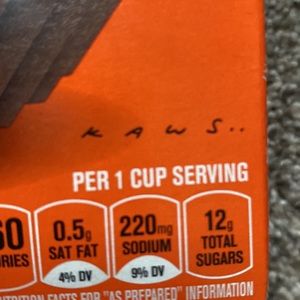 KAWS..
PER 1 CUP SERVING
60 0.5g 220mg 12g
ORIES SAT FAT SODIUM TOTAL
SUGARS
4% DV 9% DV
NUTRITION FACTS FOR "AS PREPARED" INFORMATION